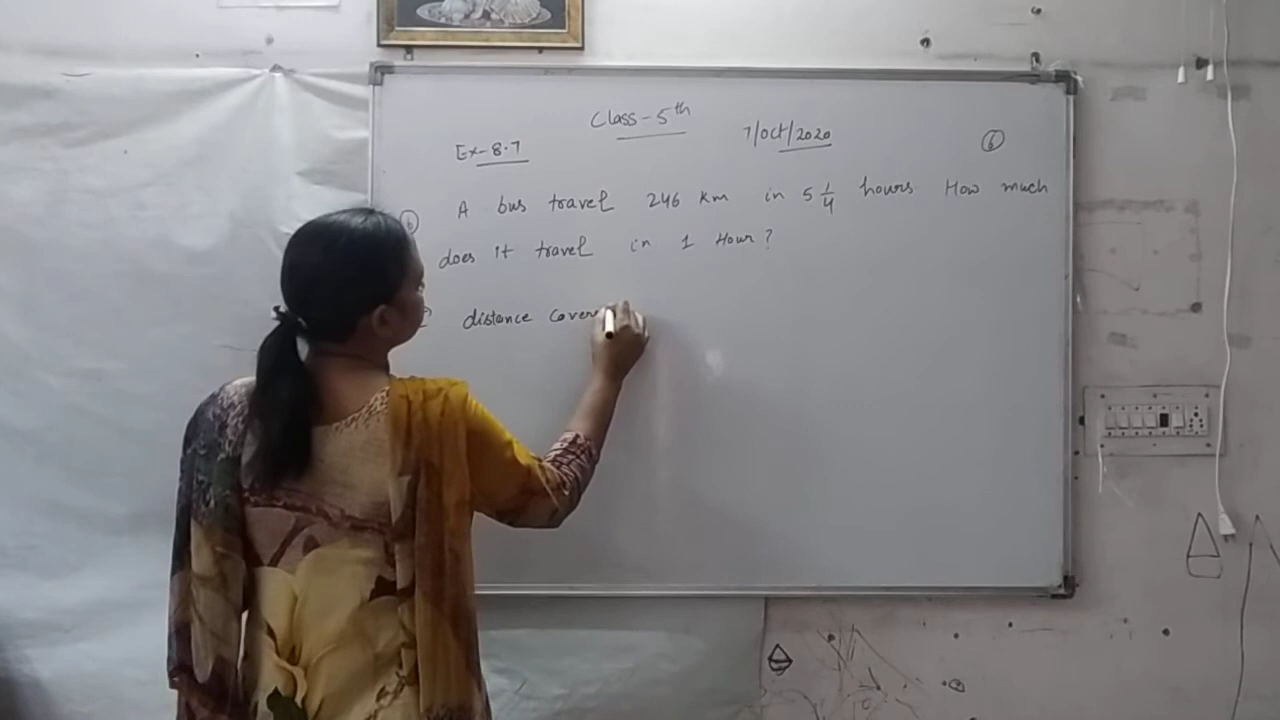 Class-5th
Ex-8.7
7/Oct/2020
6
6 A bus travel 246 km in 5 1/4 hours. How much
does it travel in 1 Hour?
distance cover